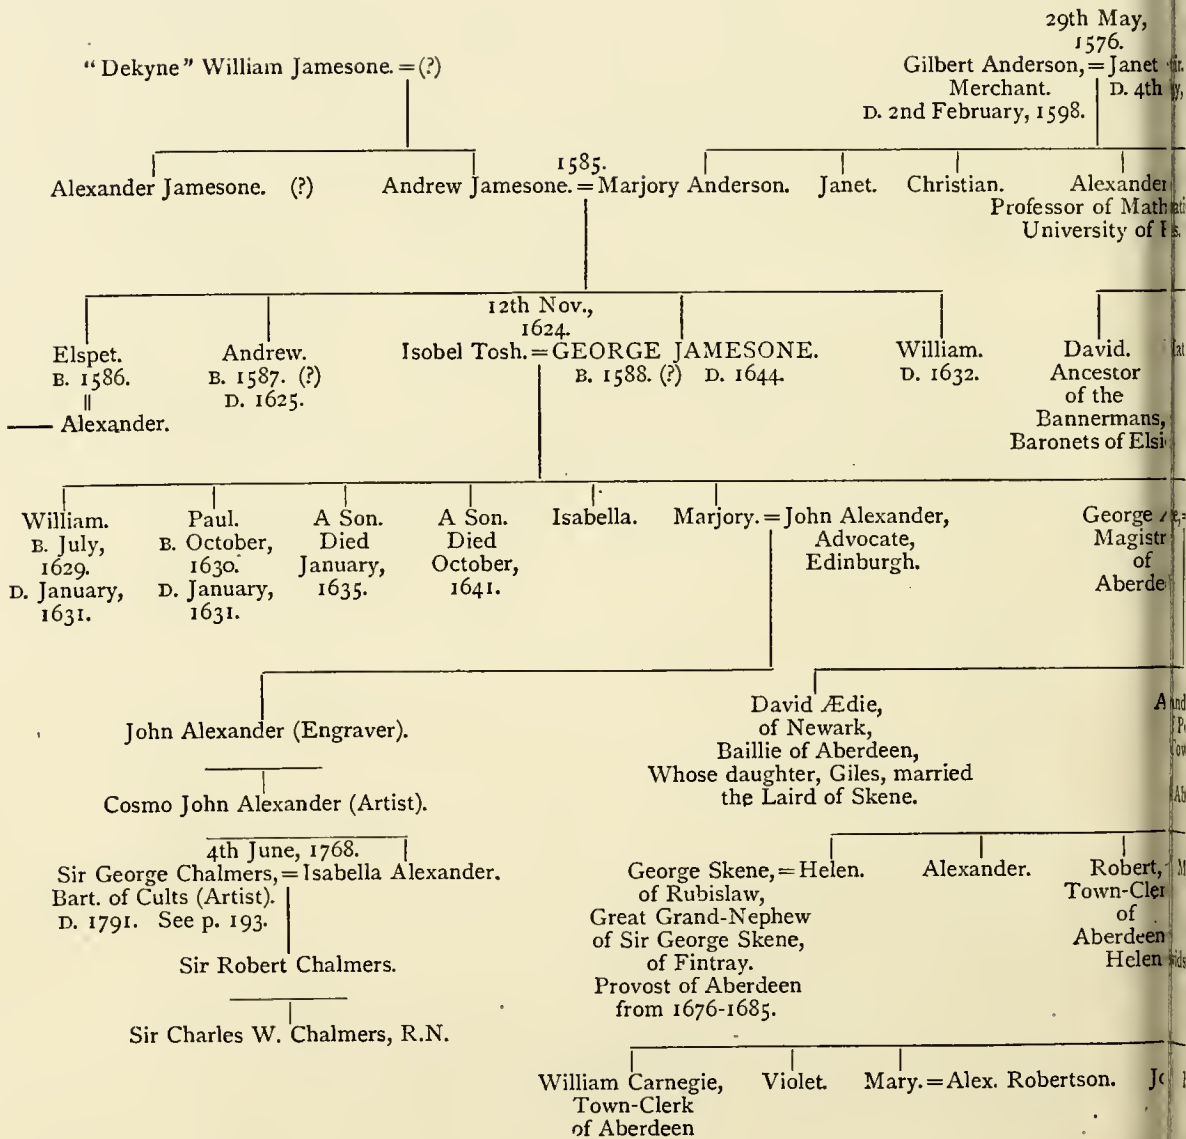 "Dekyne" William Jamesone. = (?)
29th May,
1576.
Gilbert Anderson, = Janet
Merchant. D. 4th
D. 2nd February, 1598.
Alexander Jamesone. (?)
1585.
Andrew Jamesone. = Marjory Anderson.
Janet.
Christian.
Alexander
Professor of Math
University of
Elspet.
B. 1586.
||
— Alexander.
Andrew.
B. 1587. (?)
D. 1625.
12th Nov.,
1624.
Isobel Tosh. = GEORGE JAMESONE.
B. 1588. (?) D. 1644.
William.
D. 1632.
David.
Ancestor
of the
Bannermans,
Baronets of
William.
B. July,
1629.
D. January,
1631.
Paul.
B. October,
1630.
D. January,
1631.
A Son.
Died
January,
1635.
A Son.
Died
October,
1641.
Isabella.
Marjory. = John Alexander,
Advocate,
Edinburgh.
George
of
John Alexander (Engraver).
Cosmo John Alexander (Artist).
4th June, 1768.
Sir George Chalmers, = Isabella Alexander.
Bart. of Cults (Artist).
D. 1791. See p. 193.
Sir Robert Chalmers.
Sir Charles W. Chalmers, R.N.
David Ædie,
of Newark,
Baillie of Aberdeen,
Whose daughter, Giles, married
the Laird of Skene.
George Skene, = Helen.
of Rubislaw,
Great Grand-Nephew
of Sir George Skene,
of Fintray.
Provost of Aberdeen
from 1676-1685.
Alexander.
Robert,
Town-Cler
of
Aberdeen
Helen
William Carnegie,
Town-Clerk
of Aberdeen
Violet.
Mary. = Alex. Robertson.